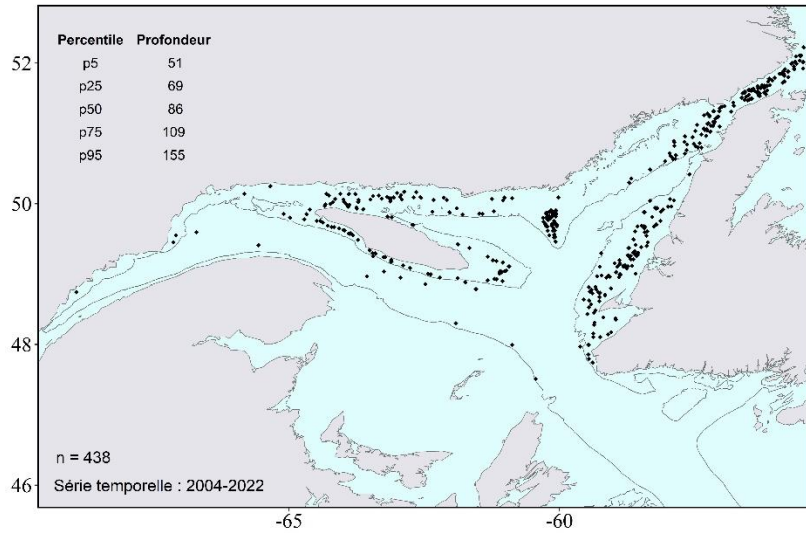 Percentile Profondeur
p5 51
p25 69
p50 86
p75 109
p95 155
52
50
48
46
n = 438
Série temporelle : 2004-2022
-65 -60